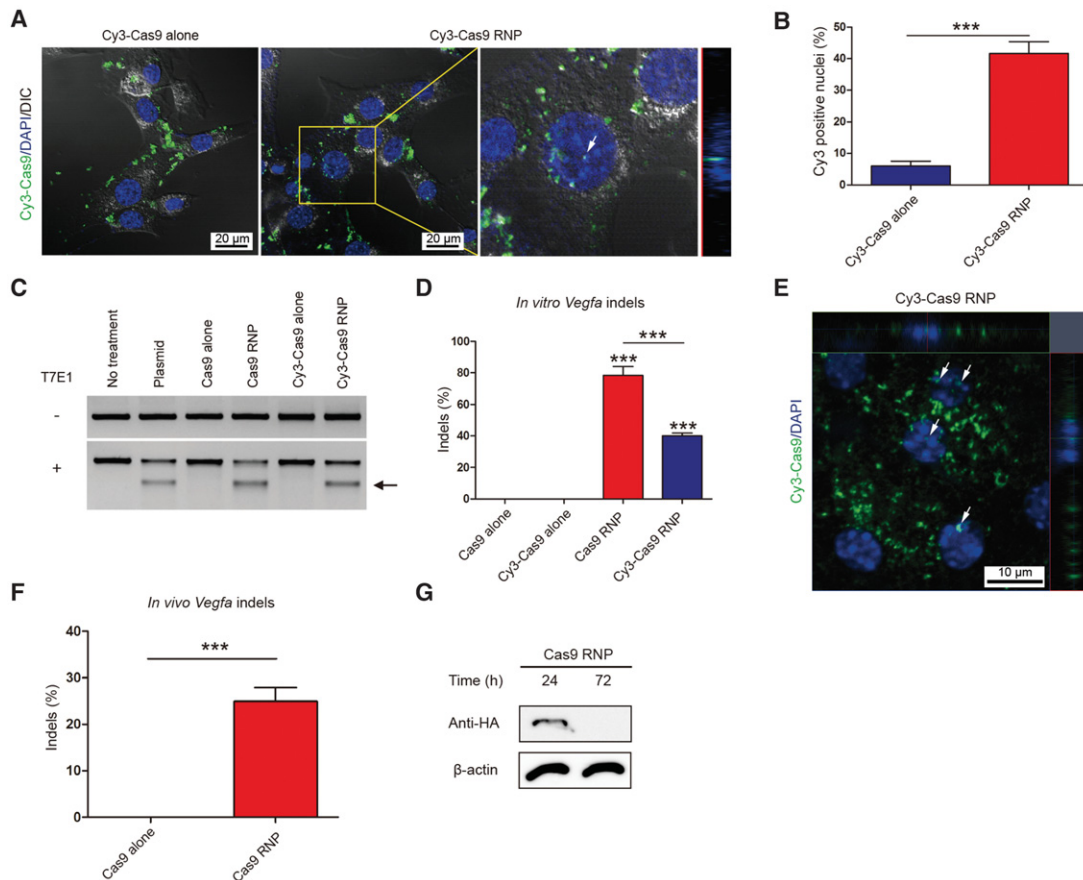 A
Cy3-Cas9 alone
Cy3-Cas9 RNP
Cy3-Cas9/DAPI/DIC
20 µm
20 µm
B
***
Cy3 positive nuclei (%)
50
40
30
20
10
0
Cy3-Cas9 alone
Cy3-Cas9 RNP
C
T7E1
No treatment
Plasmid
Cas9 alone
Cas9 RNP
Cy3-Cas9 alone
Cy3-Cas9 RNP
-
+
D
In vitro Vegfa indels
Indels (%)
100
80
60
40
20
0
***
***
***
Cas9 alone
Cy3-Cas9 alone
Cas9 RNP
Cy3-Cas9 RNP
E
Cy3-Cas9 RNP
Cy3-Cas9/DAPI
10 µm
F
In vivo Vegfa indels
Indels (%)
40
30
20
10
0
***
Cas9 alone
Cas9 RNP
G
Cas9 RNP
Time (h) 24 72
Anti-HA
β-actin